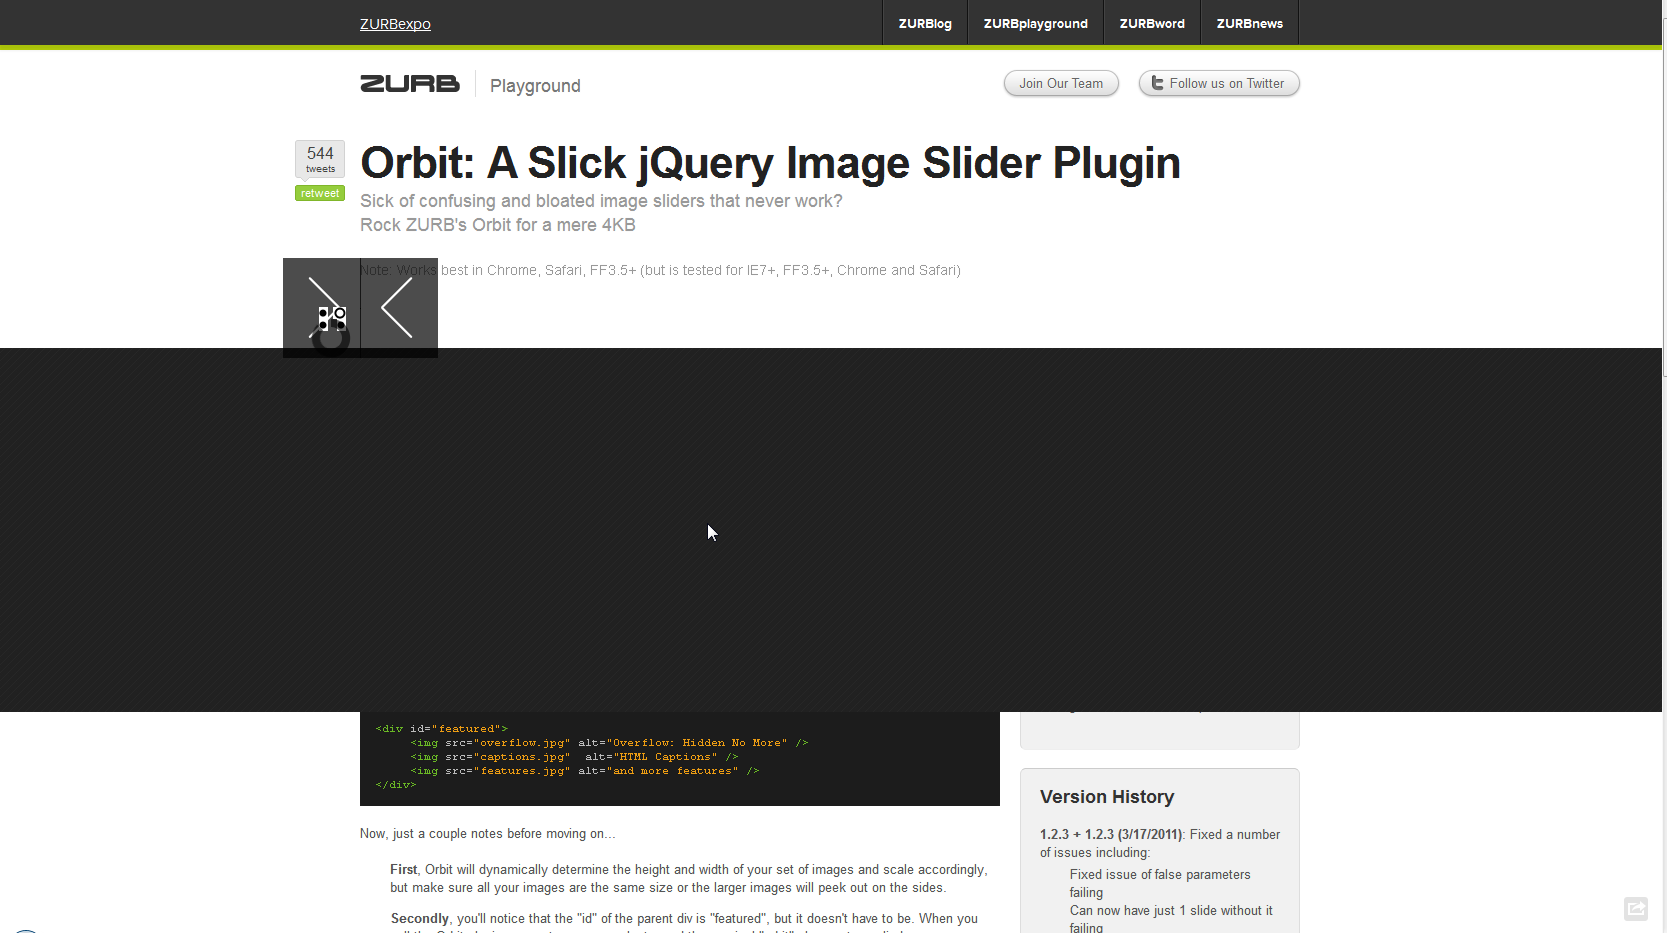 ZURBexpo
ZURBlog
ZURBplayground
ZURBword
ZURBnews
ZURB
Playground
Join Our Team
Follow us on Twitter
544
tweets
retweet
Orbit: A Slick jQuery Image Slider Plugin
Sick of confusing and bloated image sliders that never work?
Rock ZURB's Orbit for a mere 4KB
Note: Works best in Chrome, Safari, FF3.5+ (but is tested for IE7+, FF3.5+, Chrome and Safari)
<div id="featured">
<img src="overflow.jpg" alt="Overflow: Hidden No More" />
<img src="captions.jpg"  alt="HTML Captions" />
<img src="features.jpg" alt="and more features" />
</div>
Now, just a couple notes before moving on...
First, Orbit will dynamically determine the height and width of your set of images and scale accordingly,
but make sure all your images are the same size or the larger images will peek out on the sides.
Secondly, you'll notice that the "id" of the parent div is "featured", but it doesn't have to be. When you
Version History
1.2.3 + 1.2.3 (3/17/2011): Fixed a number
of issues including:
Fixed issue of false parameters
failing
Can now have just 1 slide without it
failing